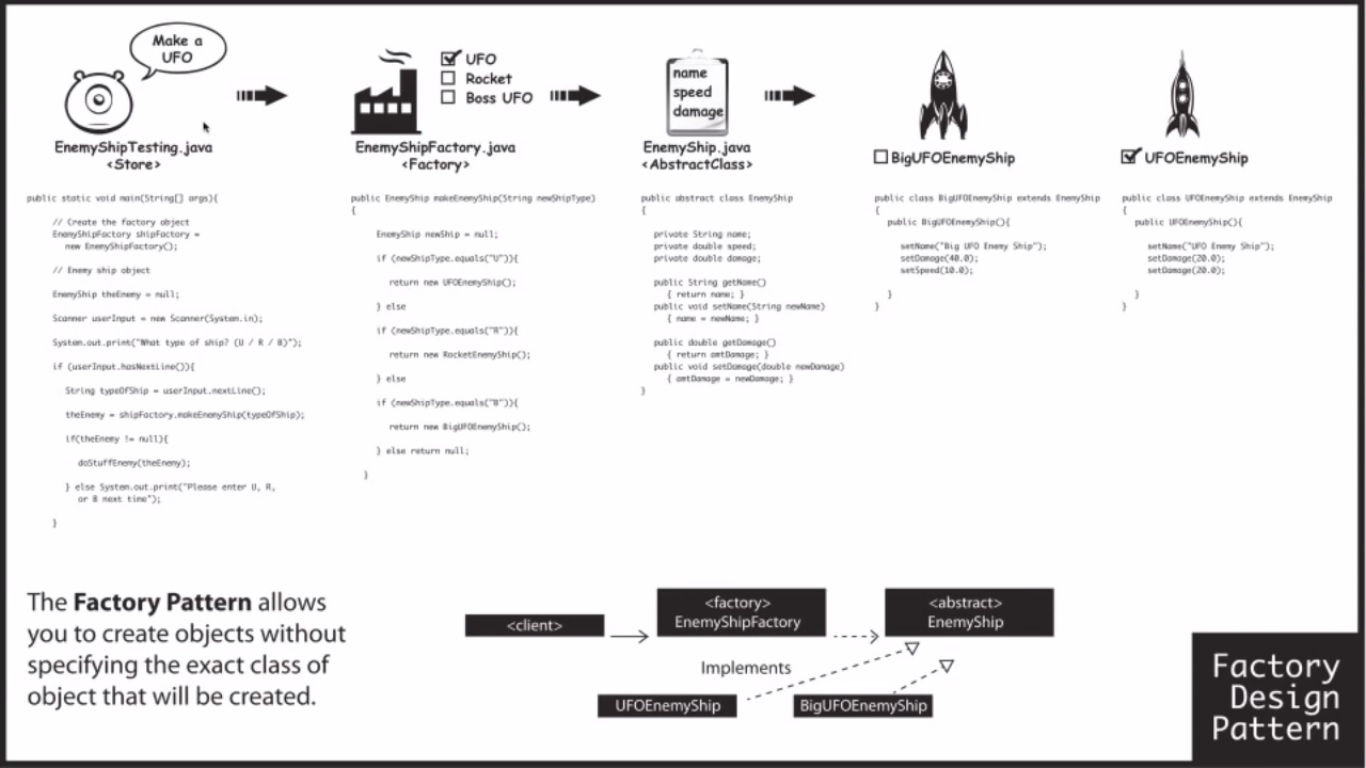 Make a
UFO
EnemyShipTesting.java
<Store>
public static void main(String[] args){
// Create the factory object
EnemyShipFactory shipFactory =
new EnemyShipFactory();
// Enemy ship object
EnemyShip theEnemy = null;
Scanner userInput = new Scanner(System.in);
System.out.print("What type of ship? (U / R / B)");
if (userInput.hasNextLine()){
String typeOfShip = userInput.nextLine();
theEnemy = shipFactory.makeEnemyShip(typeOfShip);
if(theEnemy != null){
doStuffEnemy(theEnemy);
} else System.out.print("Please enter U, R,
or B next time");
}
UFO
Rocket
Boss UFO
EnemyShipFactory.java
<Factory>
public EnemyShip makeEnemyShip(String newShipType)
{
EnemyShip newShip = null;
if (newShipType.equals("U")){
return new UFOEnemyShip();
} else
if (newShipType.equals("R")){
return new RocketEnemyShip();
} else
if (newShipType.equals("B")){
return new BigUFOEnemyShip();
} else return null;
}
name
speed
damage
EnemyShip.java
<AbstractClass>
public abstract class EnemyShip
{
private String name;
private double speed;
private double damage;
public String getName()
{ return name; }
public void setName(String newName)
{ name = newName; }
public double getDamage()
{ return amtDamage; }
public void setDamage(double newDamage)
{ amtDamage = newDamage; }
}
BigUFOEnemyShip
public class BigUFOEnemyShip extends EnemyShip
{
public BigUFOEnemyShip(){
setName("Big UFO Enemy Ship");
setDamage(40.0);
setSpeed(10.0);
}
}
UFOEnemyShip
public class UFOEnemyShip extends EnemyShip
{
public UFOEnemyShip(){
setName("UFO Enemy Ship");
setDamage(20.0);
setDamage(20.0);
}
}
The Factory Pattern allows
you to create objects without
specifying the exact class of
object that will be created.
<client>
<factory>
EnemyShipFactory
<abstract>
EnemyShip
Implements
UFOEnemyShip
BigUFOEnemyShip
Factory
Design
Pattern